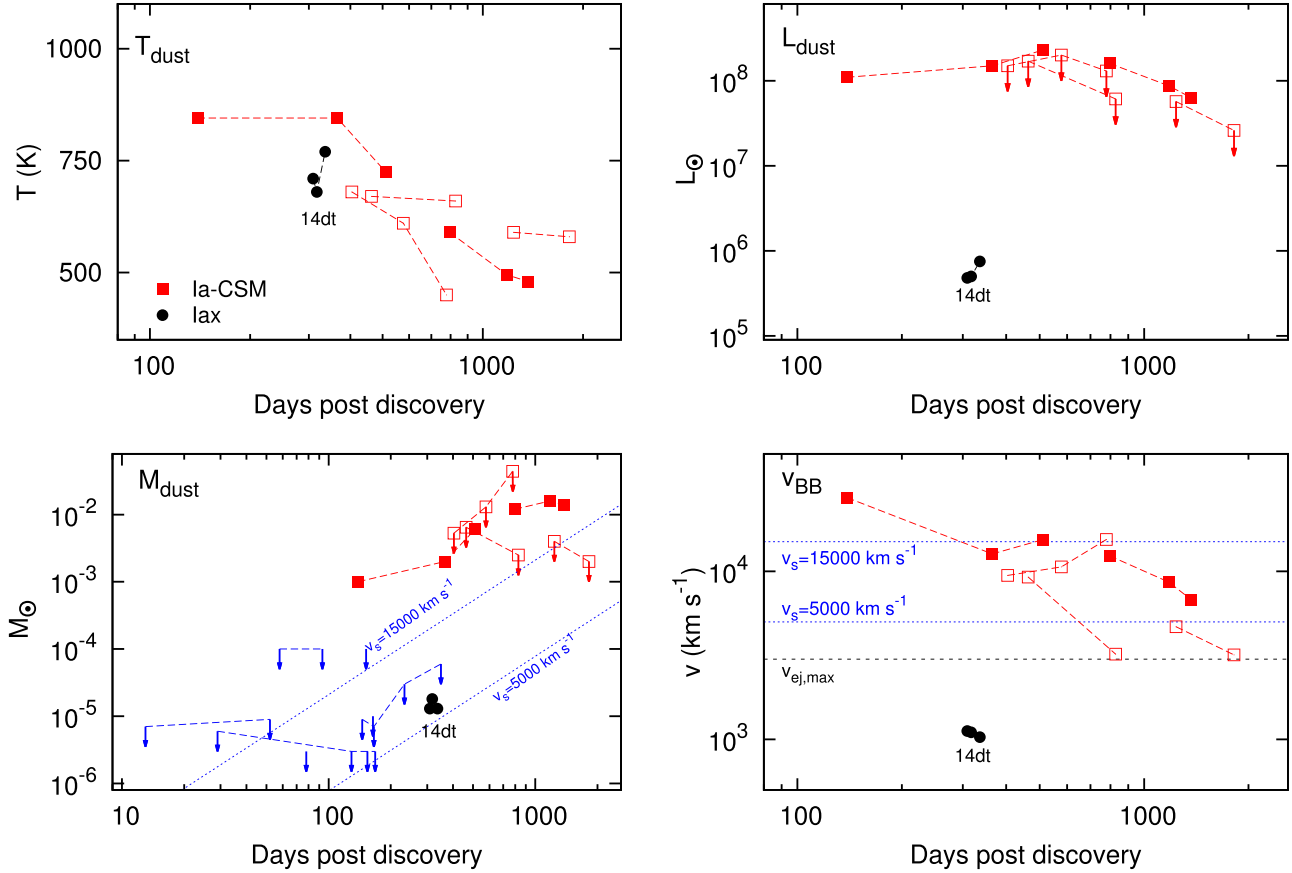 T_dust
1000
750
500
T (K)
14dt
Ia-CSM
Iax
100
1000
Days post discovery
L_dust
10^8
10^7
10^6
10^5
L_⊙
14dt
100
1000
Days post discovery
M_dust
10^-2
10^-3
10^-4
10^-5
10^-6
M_⊙
v_s=15000 km s^-1
v_s=5000 km s^-1
14dt
10
100
1000
Days post discovery
v_BB
10^4
10^3
v (km s^-1)
v_s=15000 km s^-1
v_s=5000 km s^-1
v_ej,max
14dt
100
1000
Days post discovery